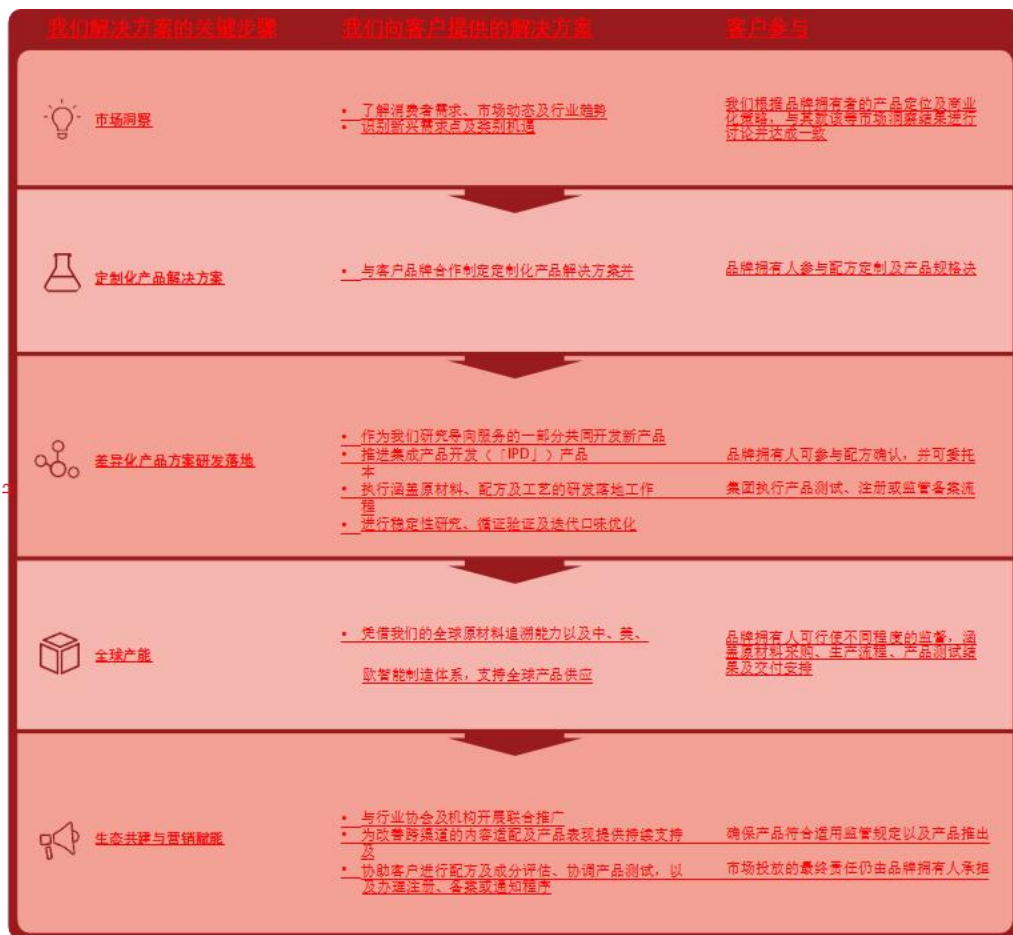 我们解决方案的关键步骤 我们向客户提供的解决方案 客户参与
市场洞察
• 了解消费者需求、市场动态及行业趋势
• 识别新兴需求点及类别机遇
我们根据品牌拥有者的产品定位及商业
化策略，与其就该等市场洞察结果进行
讨论并达成一致
定制化产品解决方案
• 与客户品牌合作制定定制化产品解决方案并
品牌拥有人参与配方定制及产品规格决
差异化产品方案研发落地
• 作为我们研究导向服务的一部分共同开发新产品
• 推进集成产品开发（「IPD」）产品
本
• 执行涵盖原材料、配方及工艺的研发落地工作
程
• 进行稳定性研究、循证验证及迭代口味优化
品牌拥有人可参与配方确认，并可委托
集团执行产品测试、注册或监管备案流
全球产能
• 凭借我们的全球原材料追溯能力以及中、美、
欧智能制造体系，支持全球产品供应
品牌拥有人可行使不同程度的监督，涵
盖原材料采购、生产流程、产品测试结
果及交付安排
生态共建与营销赋能
• 与行业协会及机构开展联合推广
• 为改善跨渠道的内容适配及产品表现提供持续支持
及
• 协助客户进行配方及成分评估、协调产品测试，以
及办理注册、备案或通知程序
确保产品符合适用监管规定以及产品推出
市场投放的最终责任仍由品牌拥有人承担